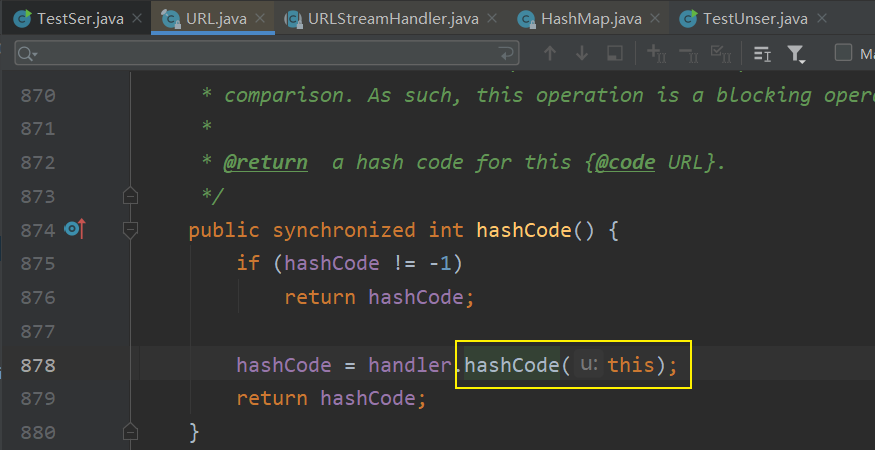 TestSer.java × URL.java × URLStreamHandler.java × HashMap.java × TestUnser.java ×
870 * comparison. As such, this operation is a blocking opera
871 *
872 * @return a hash code for this {@code URL}.
873 */
874 public synchronized int hashCode() {
875 if (hashCode != -1)
876 return hashCode;
877
878 hashCode = handler.hashCode( u: this);
879 return hashCode;
880 }